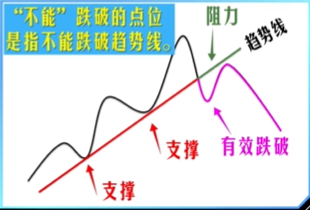 “不能”跌破的点位
是指不能跌破趋势线。
阻力
趋势线
支撑
支撑
有效跌破